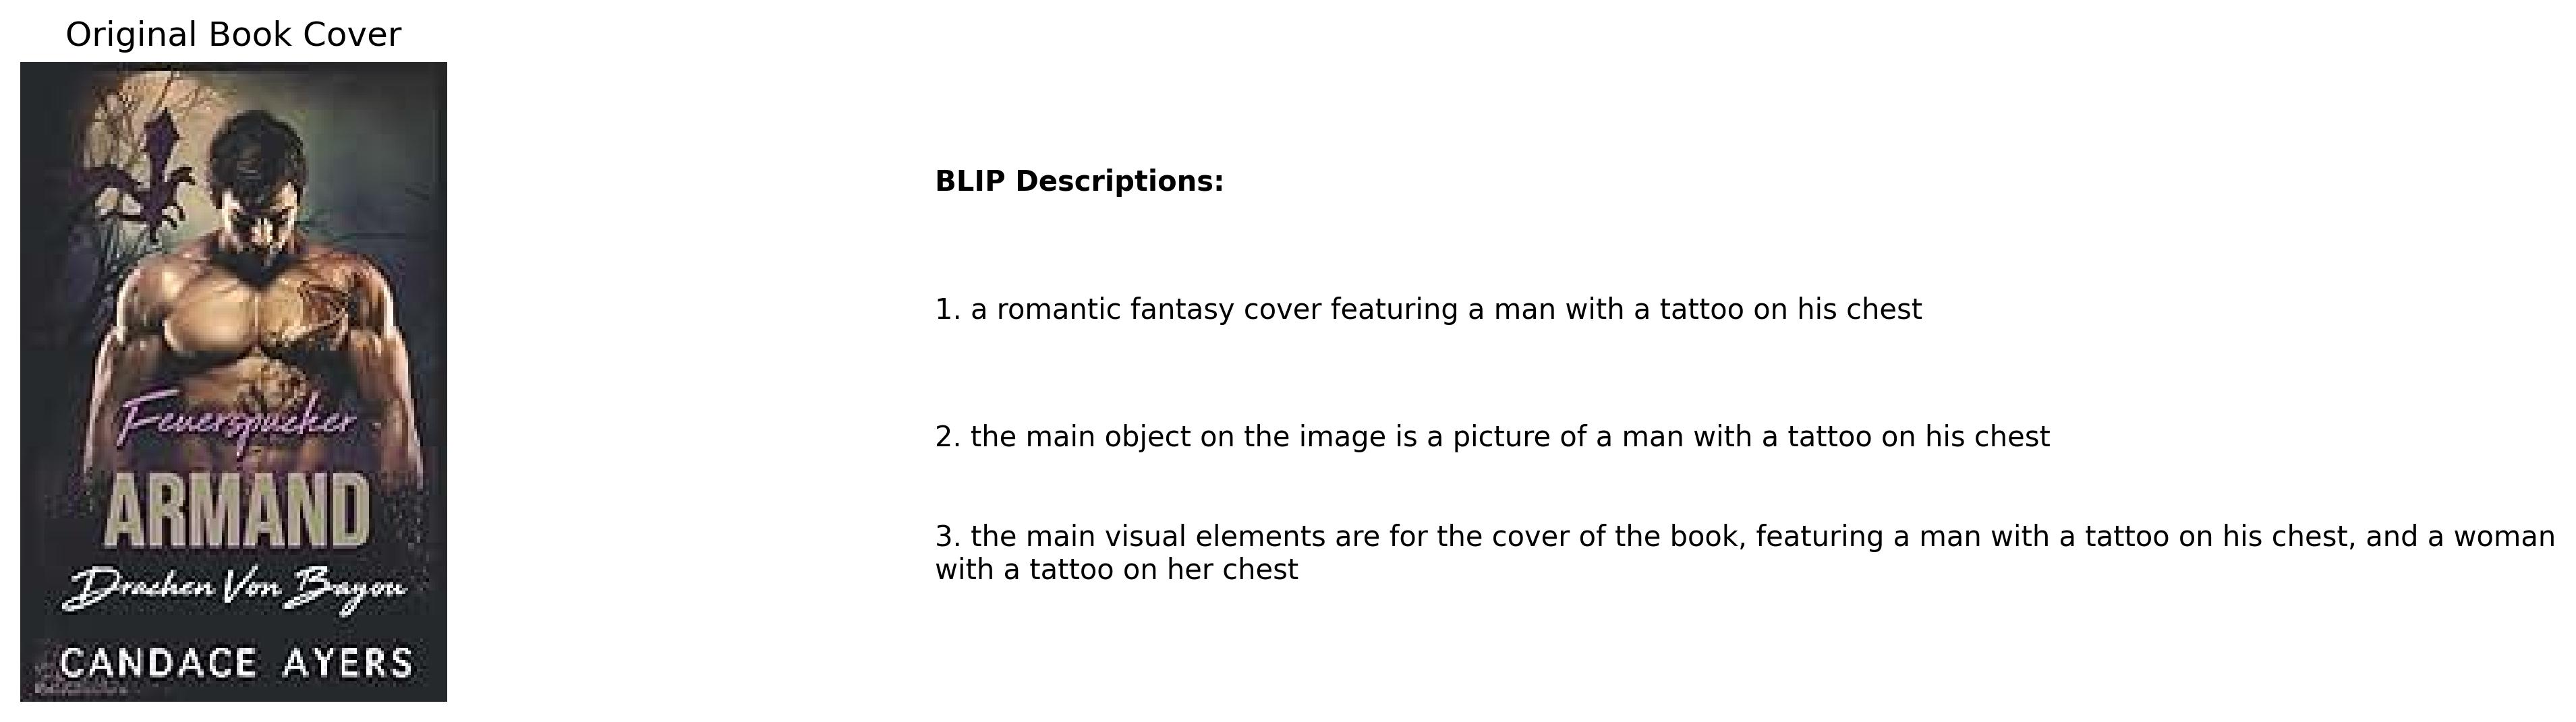 Original Book Cover
Feuerspucker
ARMAND
Drachen Von Bayou
CANDACE AYERS
BLIP Descriptions:
1. a romantic fantasy cover featuring a man with a tattoo on his chest
2. the main object on the image is a picture of a man with a tattoo on his chest
3. the main visual elements are for the cover of the book, featuring a man with a tattoo on his chest, and a woman
with a tattoo on her chest